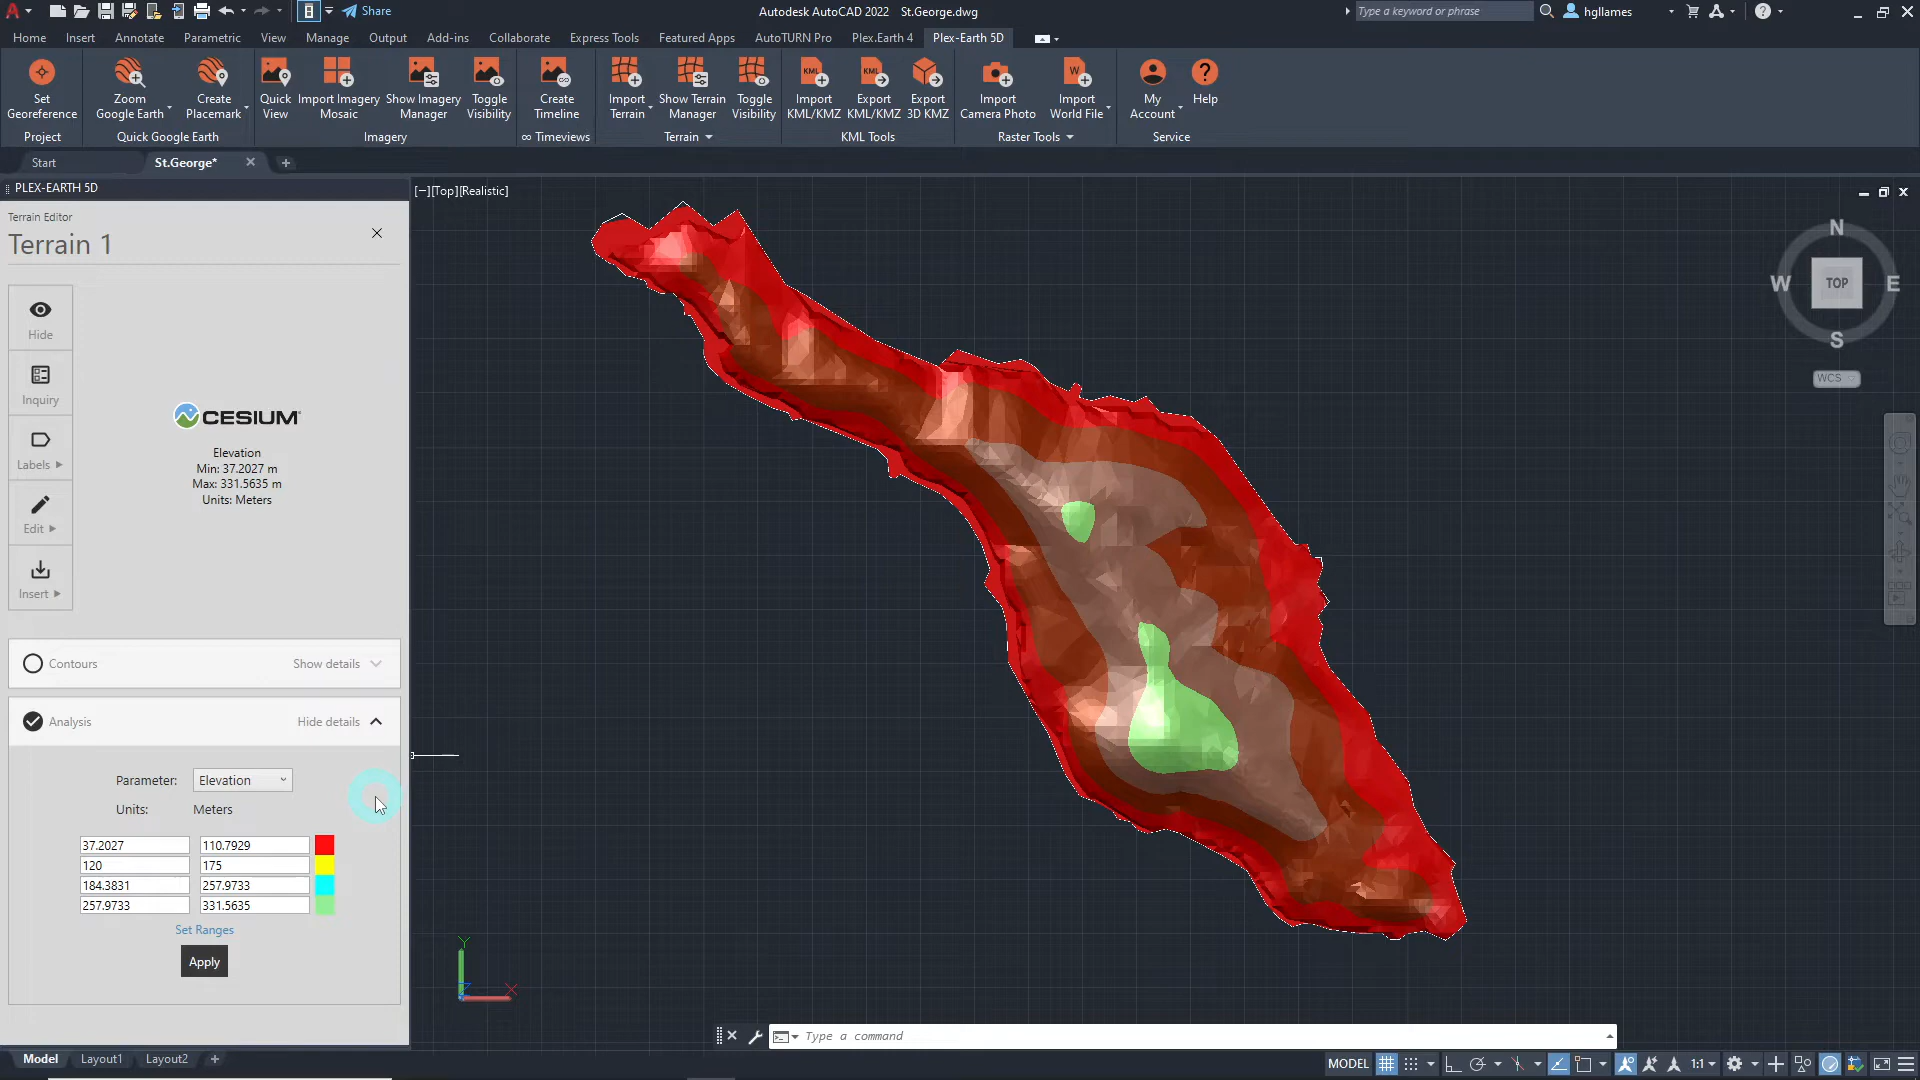 Share
Autodesk AutoCAD 2022 St.George.dwg
Type a keyword or phrase
hgllames
Home Insert Annotate Parametric View Manage Output Add-ins Collaborate Express Tools Featured Apps AutoTURN Pro Plex.Earth 4 Plex-Earth 5D
Set Georeference
Zoom Google Earth
Create Placemark
Quick View
Import Imagery Mosaic
Show Imagery Manager
Toggle Visibility
Create Timeline
Import Terrain
Show Terrain Manager
Toggle Visibility
KML
Import KML/KMZ
KML
Export KML/KMZ
Export 3D KMZ
Import Camera Photo
W
Import World File
My Account
Help
Project Quick Google Earth Imagery ∞ Timeviews Terrain KML Tools Raster Tools Service
Start St.George*
PLEX-EARTH 5D
[−][Top][Realistic]
Terrain Editor
Terrain 1
Hide
Inquiry
Labels
Edit
Insert
CESIUM
Elevation
Min: 37.2027 m
Max: 331.5635 m
Units: Meters
Contours Show details
Analysis Hide details
Parameter: Elevation
Units: Meters
37.2027 110.7929
120 175
184.3831 257.9733
257.9733 331.5635
Set Ranges
Apply
N
W TOP E
S
WCS
Y
X
Type a command
Model Layout1 Layout2
MODEL 1:1